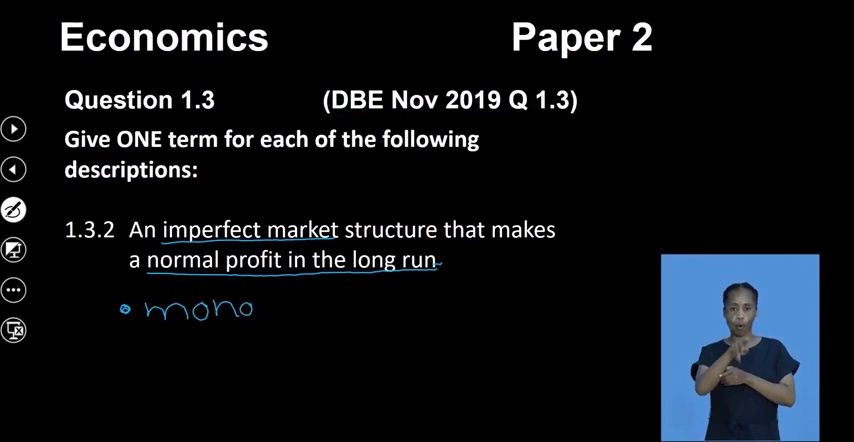 Economics Paper 2
Question 1.3 (DBE Nov 2019 Q 1.3)
Give ONE term for each of the following
descriptions:
1.3.2 An imperfect market structure that makes
a normal profit in the long run
• mono